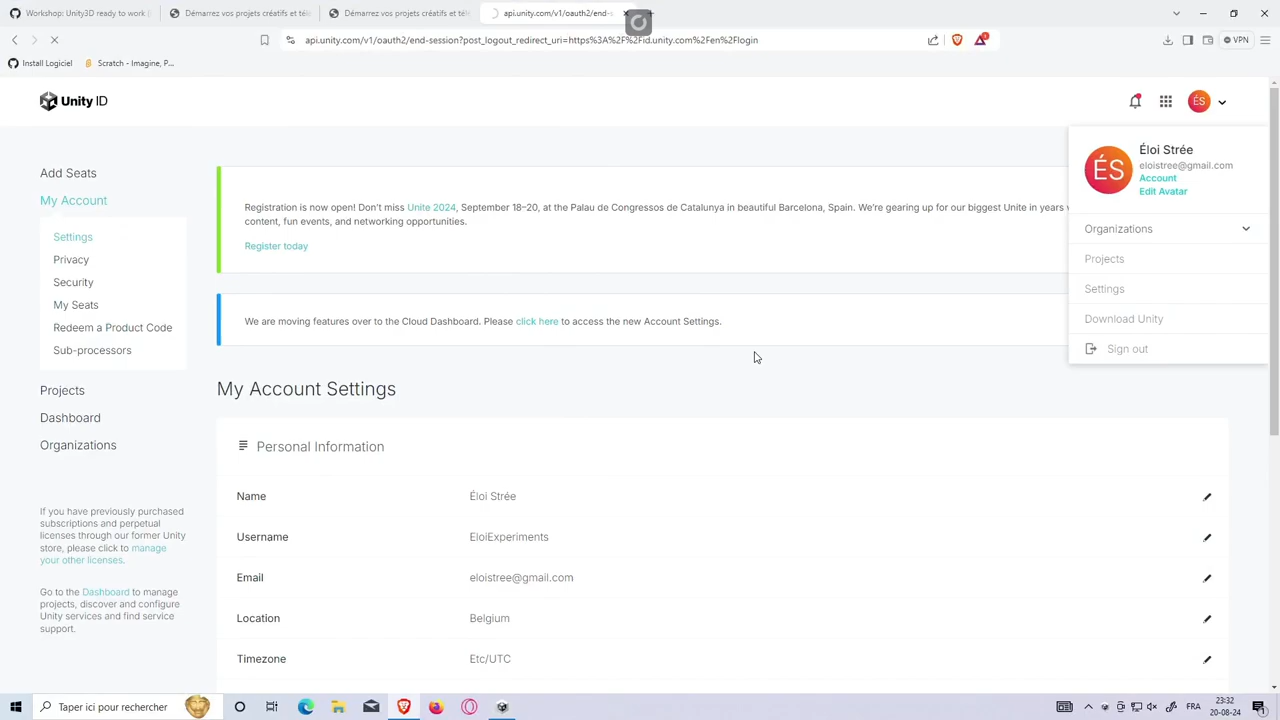 Workshop: Unity3D ready to work (
Démarrez vos projets créatifs et télé
Démarrez vos projets créatifs et télé
api.unity.com/v1/oauth2/end-s
api.unity.com/v1/oauth2/end-session?post_logout_redirect_uri=https%3A%2F%2Fid.unity.com%2Fen%2Flogin
VPN
Install Logiciel
Scratch - Imagine, P...
Unity ID
ÉS
ÉS
Éloi Strée
eloistree@gmail.com
Account
Edit Avatar
Organizations
Projects
Settings
Download Unity
Sign out
Add Seats
My Account
Settings
Privacy
Security
My Seats
Redeem a Product Code
Sub-processors
Projects
Dashboard
Organizations
If you have previously purchased
subscriptions and perpetual
licenses through our former Unity
store, please click to manage
your other licenses.
Go to the Dashboard to manage
projects, discover and configure
Unity services and find service
support.
Registration is now open! Don't miss Unite 2024, September 18–20, at the Palau de Congressos de Catalunya in beautiful Barcelona, Spain. We're gearing up for our biggest Unite in years
content, fun events, and networking opportunities.
Register today
We are moving features over to the Cloud Dashboard. Please click here to access the new Account Settings.
My Account Settings
Personal Information
Name Éloi Strée
Username EloiExperiments
Email eloistree@gmail.com
Location Belgium
Timezone Etc/UTC
Taper ici pour rechercher
FRA
23:32
20-08-24